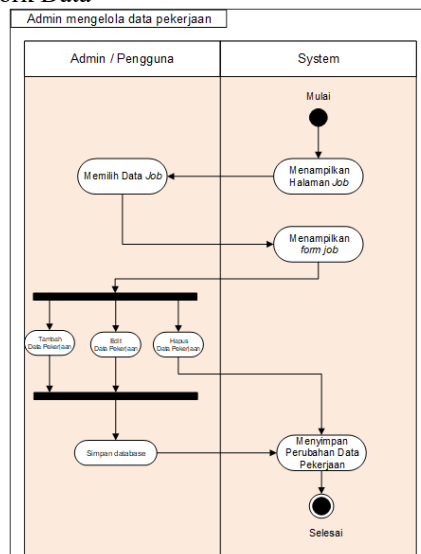 ork Data
Admin mengelola data pekerjaan
Admin / Pengguna
System
Mulai
Menampilkan
Halaman Job
Memilih Data Job
Menampilkan
form job
Tambah
Data Pekerjaan
Edit
Data Pekerjaan
Hapus
Data Pekerjaan
Simpan database
Menyimpan
Perubahan Data
Pekerjaan
Selesai